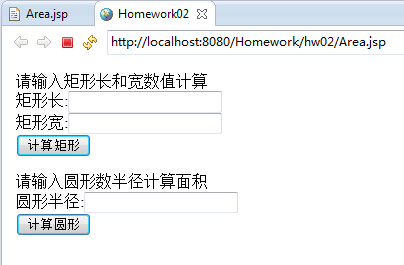 Area.jsp Homework02
http://localhost:8080/Homework/hw02/Area.jsp
请输入矩形长和宽数值计算
矩形长:
矩形宽:
计算矩形
请输入圆形数半径计算面积
圆形半径:
计算圆形